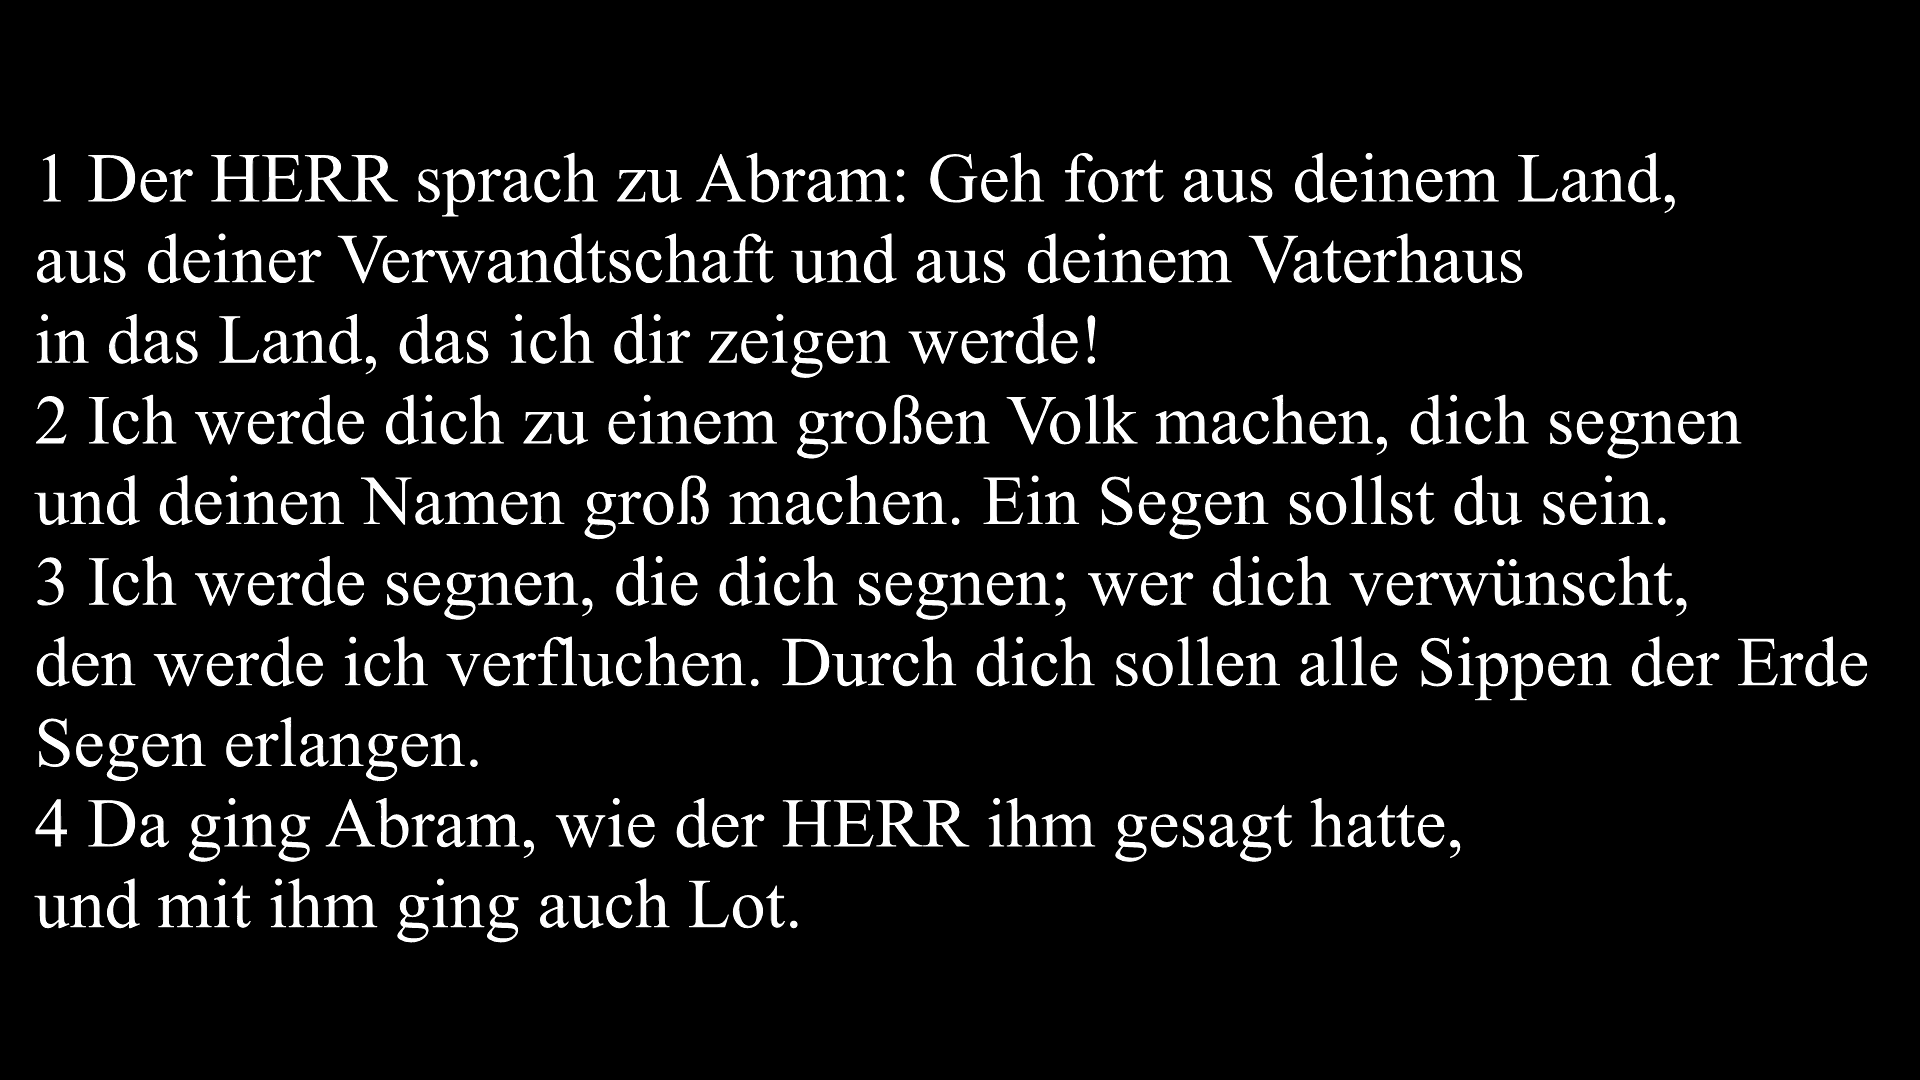 1 Der HERR sprach zu Abram: Geh fort aus deinem Land,
aus deiner Verwandtschaft und aus deinem Vaterhaus
in das Land, das ich dir zeigen werde!
2 Ich werde dich zu einem großen Volk machen, dich segnen
und deinen Namen groß machen. Ein Segen sollst du sein.
3 Ich werde segnen, die dich segnen; wer dich verwünscht,
den werde ich verfluchen. Durch dich sollen alle Sippen der Erde
Segen erlangen.
4 Da ging Abram, wie der HERR ihm gesagt hatte,
und mit ihm ging auch Lot.